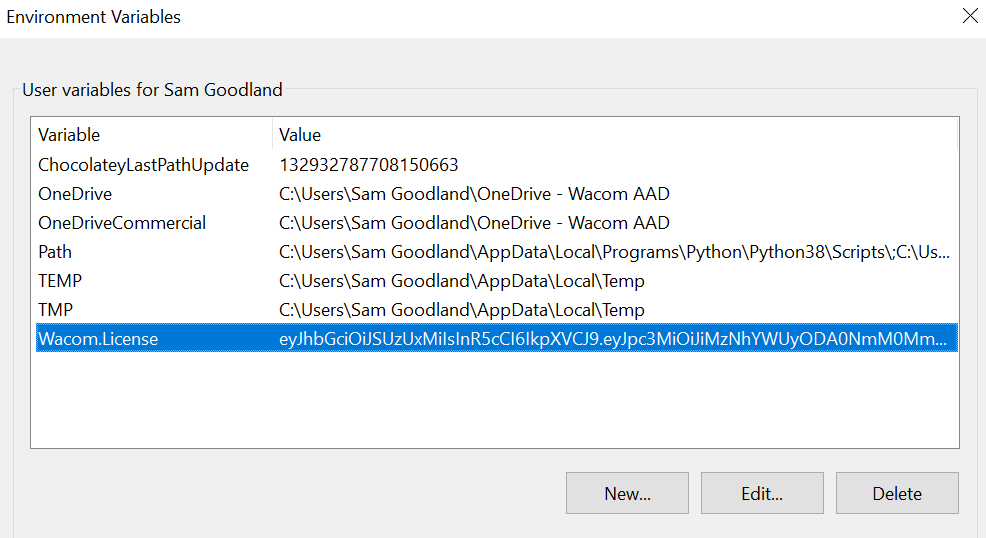 Environment Variables
User variables for Sam Goodland
Variable Value
ChocolateyLastPathUpdate 132932787708150663
OneDrive C:\Users\Sam Goodland\OneDrive - Wacom AAD
OneDriveCommercial C:\Users\Sam Goodland\OneDrive - Wacom AAD
Path C:\Users\Sam Goodland\AppData\Local\Programs\Python\Python38\Scripts\;C:\Us...
TEMP C:\Users\Sam Goodland\AppData\Local\Temp
TMP C:\Users\Sam Goodland\AppData\Local\Temp
Wacom.License eyJhbGciOiJSUzUxMiIsInR5cCI6IkpXVCJ9.eyJpc3MiOiJiMzNhYWUyODA0NmM0Mm...
New... Edit... Delete